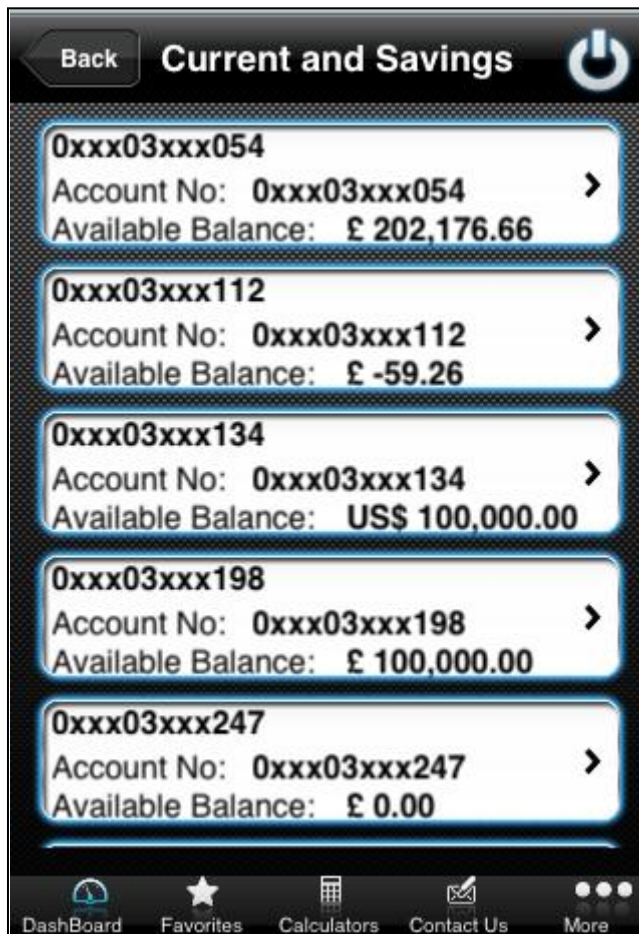 Back
Current and Savings
0xxx03xxx054
Account No: 0xxx03xxx054
Available Balance: £ 202,176.66
0xxx03xxx112
Account No: 0xxx03xxx112
Available Balance: £ -59.26
0xxx03xxx134
Account No: 0xxx03xxx134
Available Balance: US$ 100,000.00
0xxx03xxx198
Account No: 0xxx03xxx198
Available Balance: £ 100,000.00
0xxx03xxx247
Account No: 0xxx03xxx247
Available Balance: £ 0.00
DashBoard Favorites Calculators Contact Us More